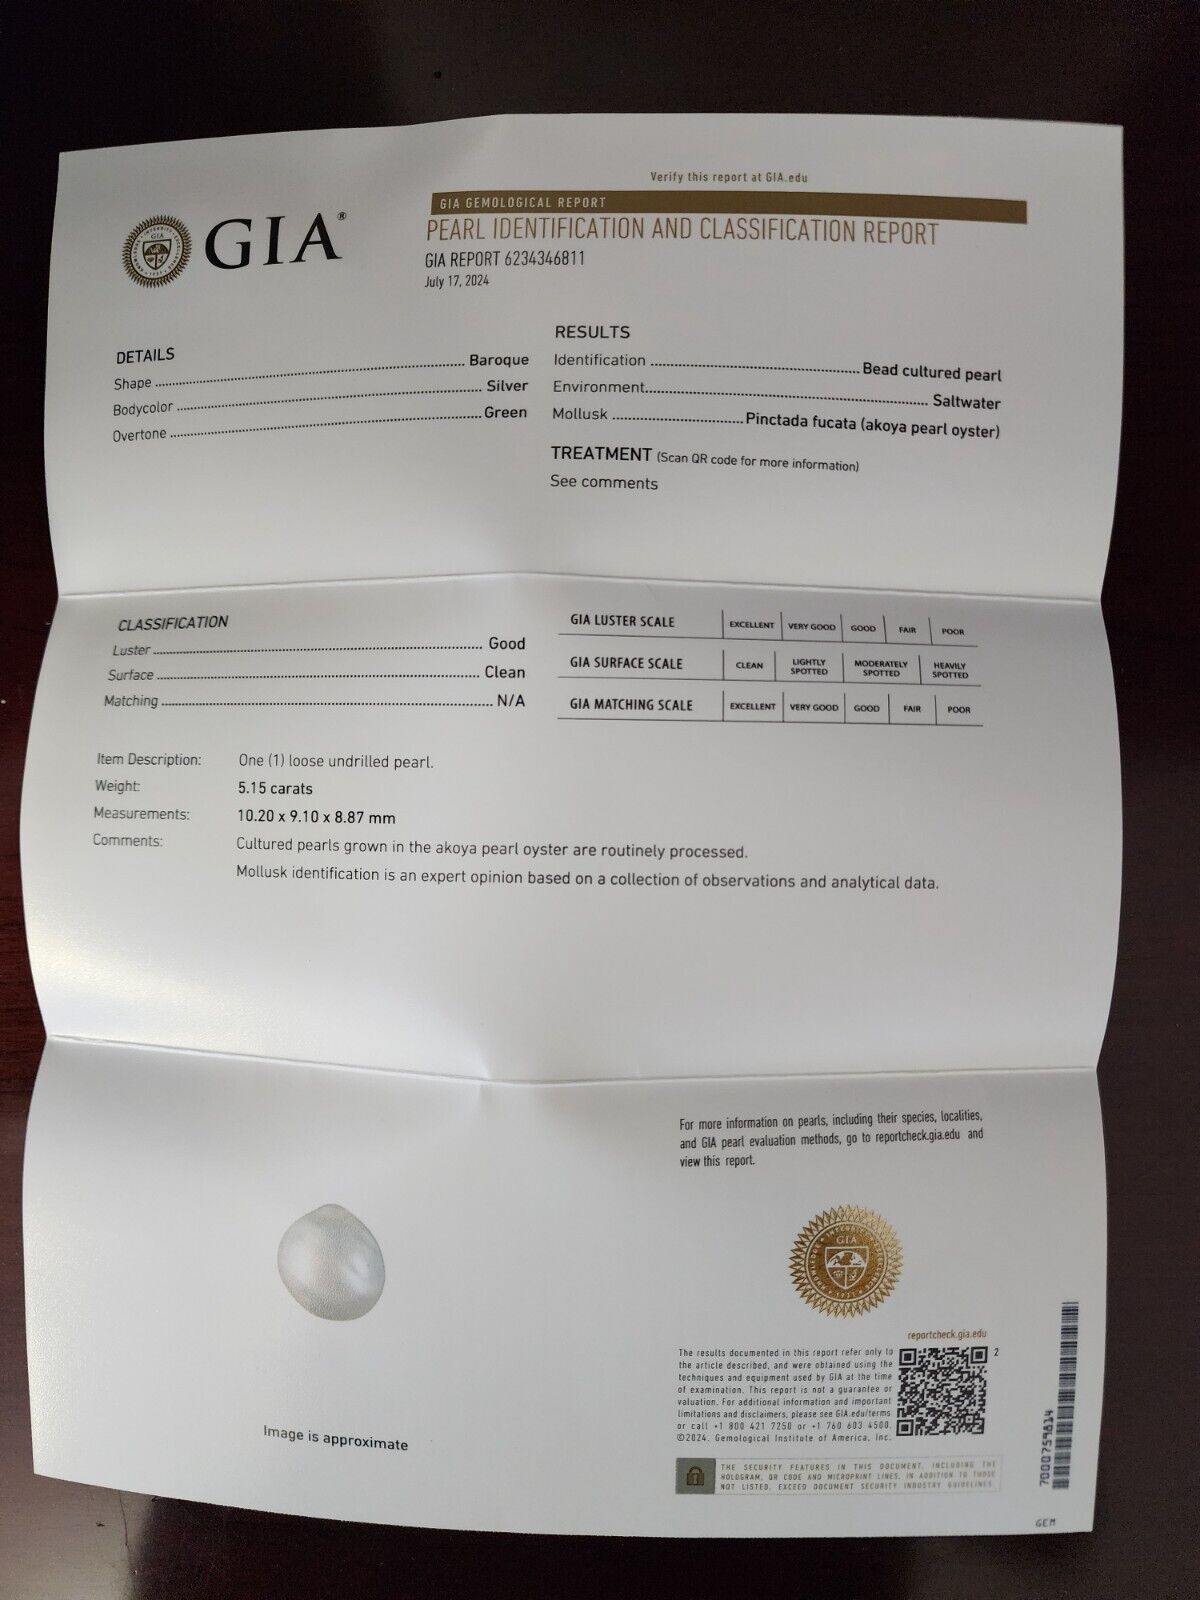 Verify this report at GIA.edu
GIA®
GIA GEMOLOGICAL REPORT
PEARL IDENTIFICATION AND CLASSIFICATION REPORT
GIA REPORT 6234346811
July 17, 2024
DETAILS
Shape ........ Baroque
Bodycolor ........ Silver
Overtone ........ Green
RESULTS
Identification ........ Bead cultured pearl
Environment ........ Saltwater
Mollusk ........ Pinctada fucata (akoya pearl oyster)
TREATMENT (Scan QR code for more information)
See comments
CLASSIFICATION
Luster ........ Good
Surface ........ Clean
Matching ........ N/A
GIA LUSTER SCALE EXCELLENT VERY GOOD GOOD FAIR POOR
GIA SURFACE SCALE CLEAN LIGHTLY SPOTTED MODERATELY SPOTTED HEAVILY SPOTTED
GIA MATCHING SCALE EXCELLENT VERY GOOD GOOD FAIR POOR
Item Description: One (1) loose undrilled pearl.
Weight: 5.15 carats
Measurements: 10.20 x 9.10 x 8.87 mm
Comments: Cultured pearls grown in the akoya pearl oyster are routinely processed.
Mollusk identification is an expert opinion based on a collection of observations and analytical data.
For more information on pearls, including their species, localities,
and GIA pearl evaluation methods, go to reportcheck.gia.edu and
view this report.
GIA
Image is approximate
reportcheck.gia.edu
2
The results documented in this report refer only to
the article described, and were obtained using the
techniques and equipment used by GIA at the time
of examination. This report is not a guarantee or
valuation. For additional information and important
limitations and disclaimers, please see GIA.edu/terms
or call +1 800 421 7250 or +1 760 603 4500.
©2024. Gemological Institute of America, Inc.
THE SECURITY FEATURES IN THIS DOCUMENT, INCLUDING THE
HOLOGRAM, QR CODE AND MICROPRINT LINES, IN ADDITION TO THOSE
NOT LISTED, EXCEED DOCUMENT SECURITY INDUSTRY GUIDELINES.
7000759814
GEM